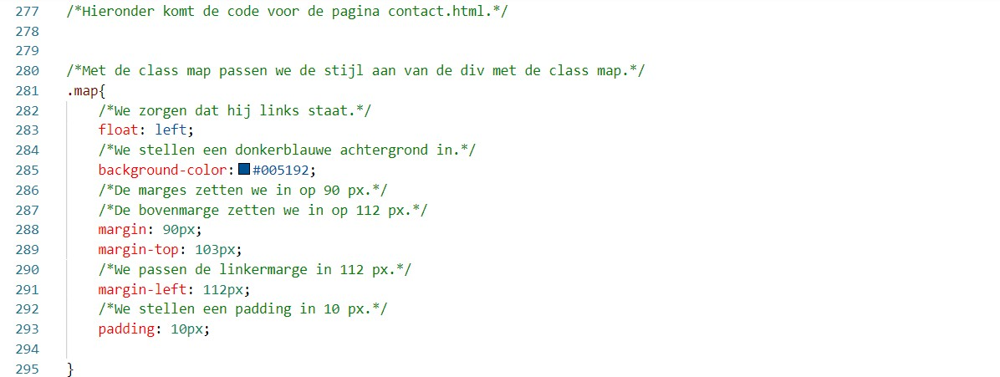 277 /*Hieronder komt de code voor de pagina contact.html.*/
278
279
280 /*Met de class map passen we de stijl aan van de div met de class map.*/
281 .map{
282 /*We zorgen dat hij links staat.*/
283 float: left;
284 /*We stellen een donkerblauwe achtergrond in.*/
285 background-color: #005192;
286 /*De marges zetten we in op 90 px.*/
287 /*De bovenmarge zetten we in op 112 px.*/
288 margin: 90px;
289 margin-top: 103px;
290 /*We passen de linkermarge in 112 px.*/
291 margin-left: 112px;
292 /*We stellen een padding in 10 px.*/
293 padding: 10px;
294
295 }